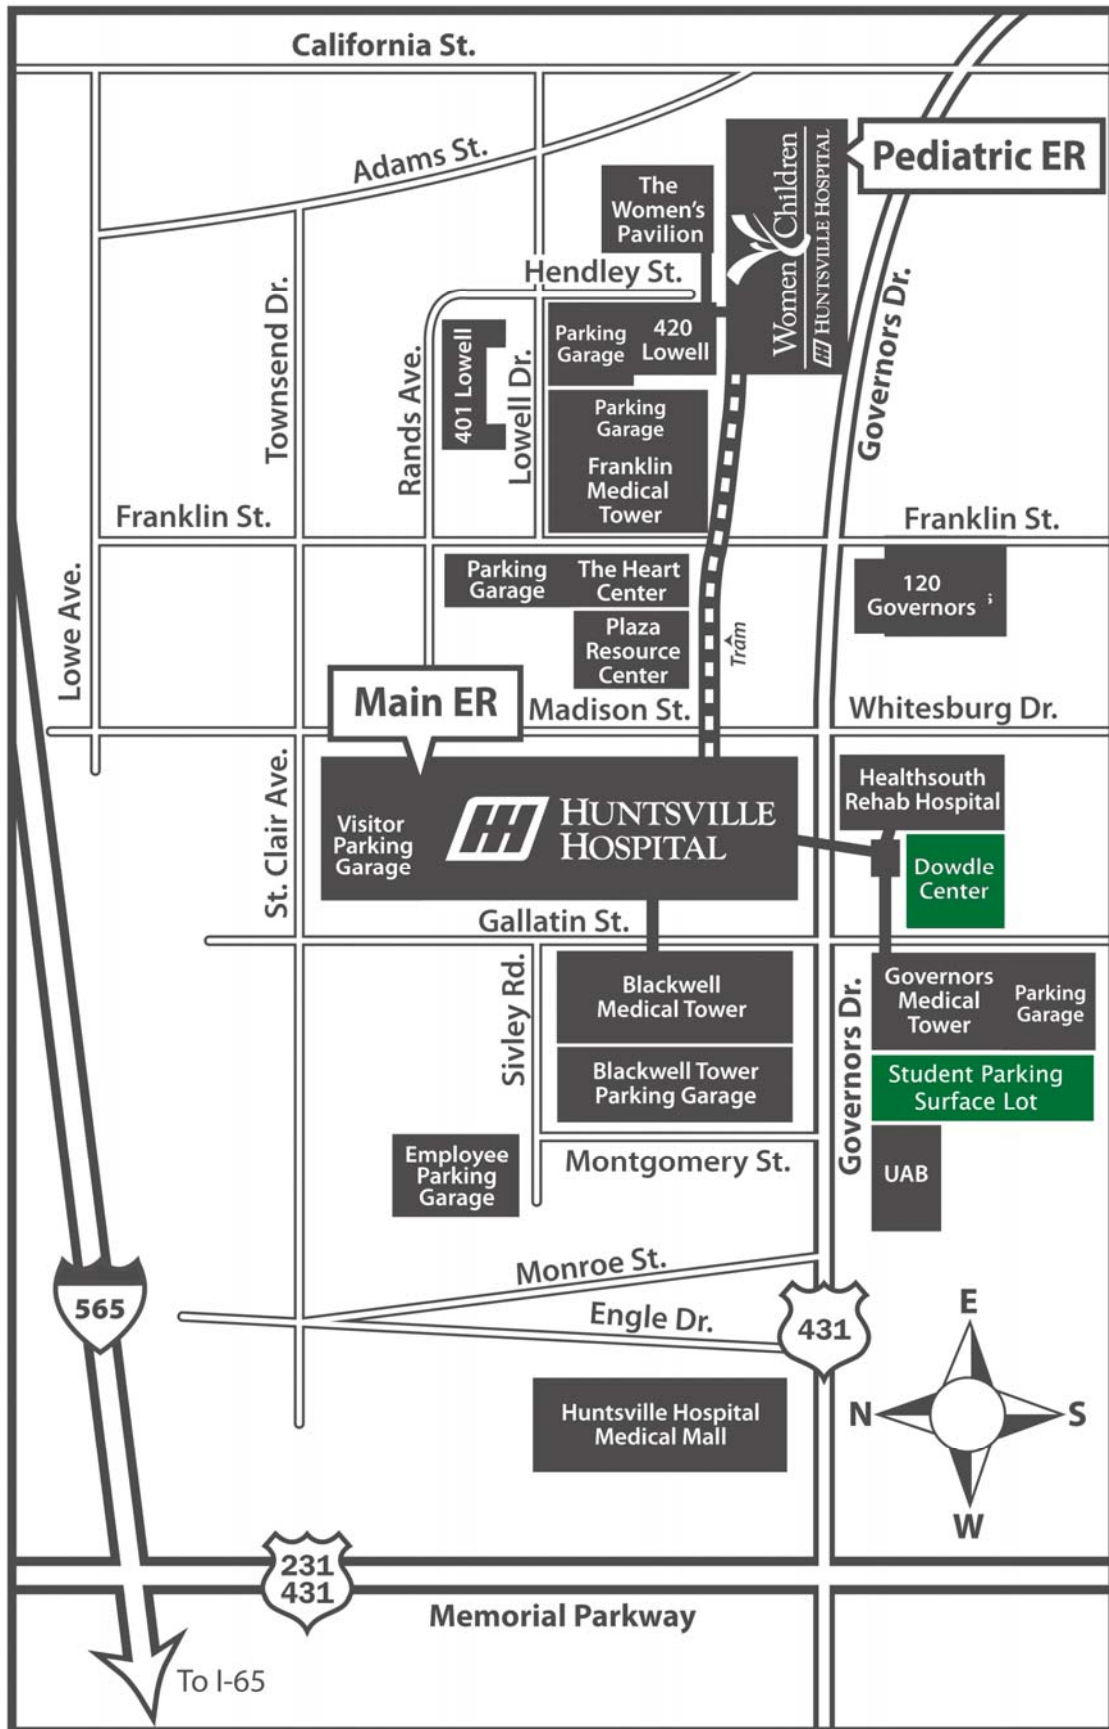 California St.
Adams St.
Pediatric ER
The
Women's
Pavilion
Women & Children
HUNTSVILLE HOSPITAL
Hendley St.
Townsend Dr.
Rands Ave.
401 Lowell
Lowell Dr.
Parking
Garage
420
Lowell
Governors Dr.
Parking
Garage
Franklin
Medical
Tower
Franklin St.
Franklin St.
Lowe Ave.
Parking
Garage
The Heart
Center
120
Governors
Plaza
Resource
Center
Tram
Main ER
Madison St.
Whitesburg Dr.
St. Clair Ave.
Visitor
Parking
Garage
HUNTSVILLE
HOSPITAL
Healthsouth
Rehab Hospital
Dowdle
Center
Gallatin St.
Sivley Rd.
Blackwell
Medical Tower
Governors Dr.
Governors
Medical
Tower
Parking
Garage
Blackwell Tower
Parking Garage
Student Parking
Surface Lot
Employee
Parking
Garage
Montgomery St.
UAB
Monroe St.
565
Engle Dr.
431
E
N
S
W
Huntsville Hospital
Medical Mall
231
431
Memorial Parkway
To I-65